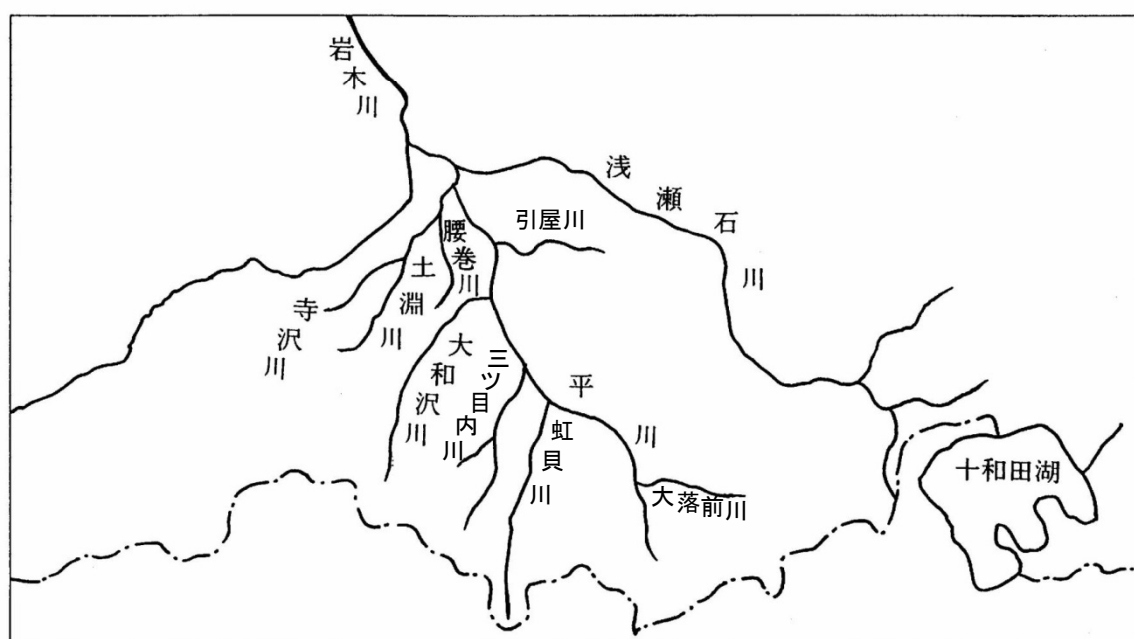 岩木川
浅瀬石川
引屋川
腰巻川
土淵川
寺沢川
大和沢川
三ツ目内川
平川
虹貝川
大落前川
十和田湖